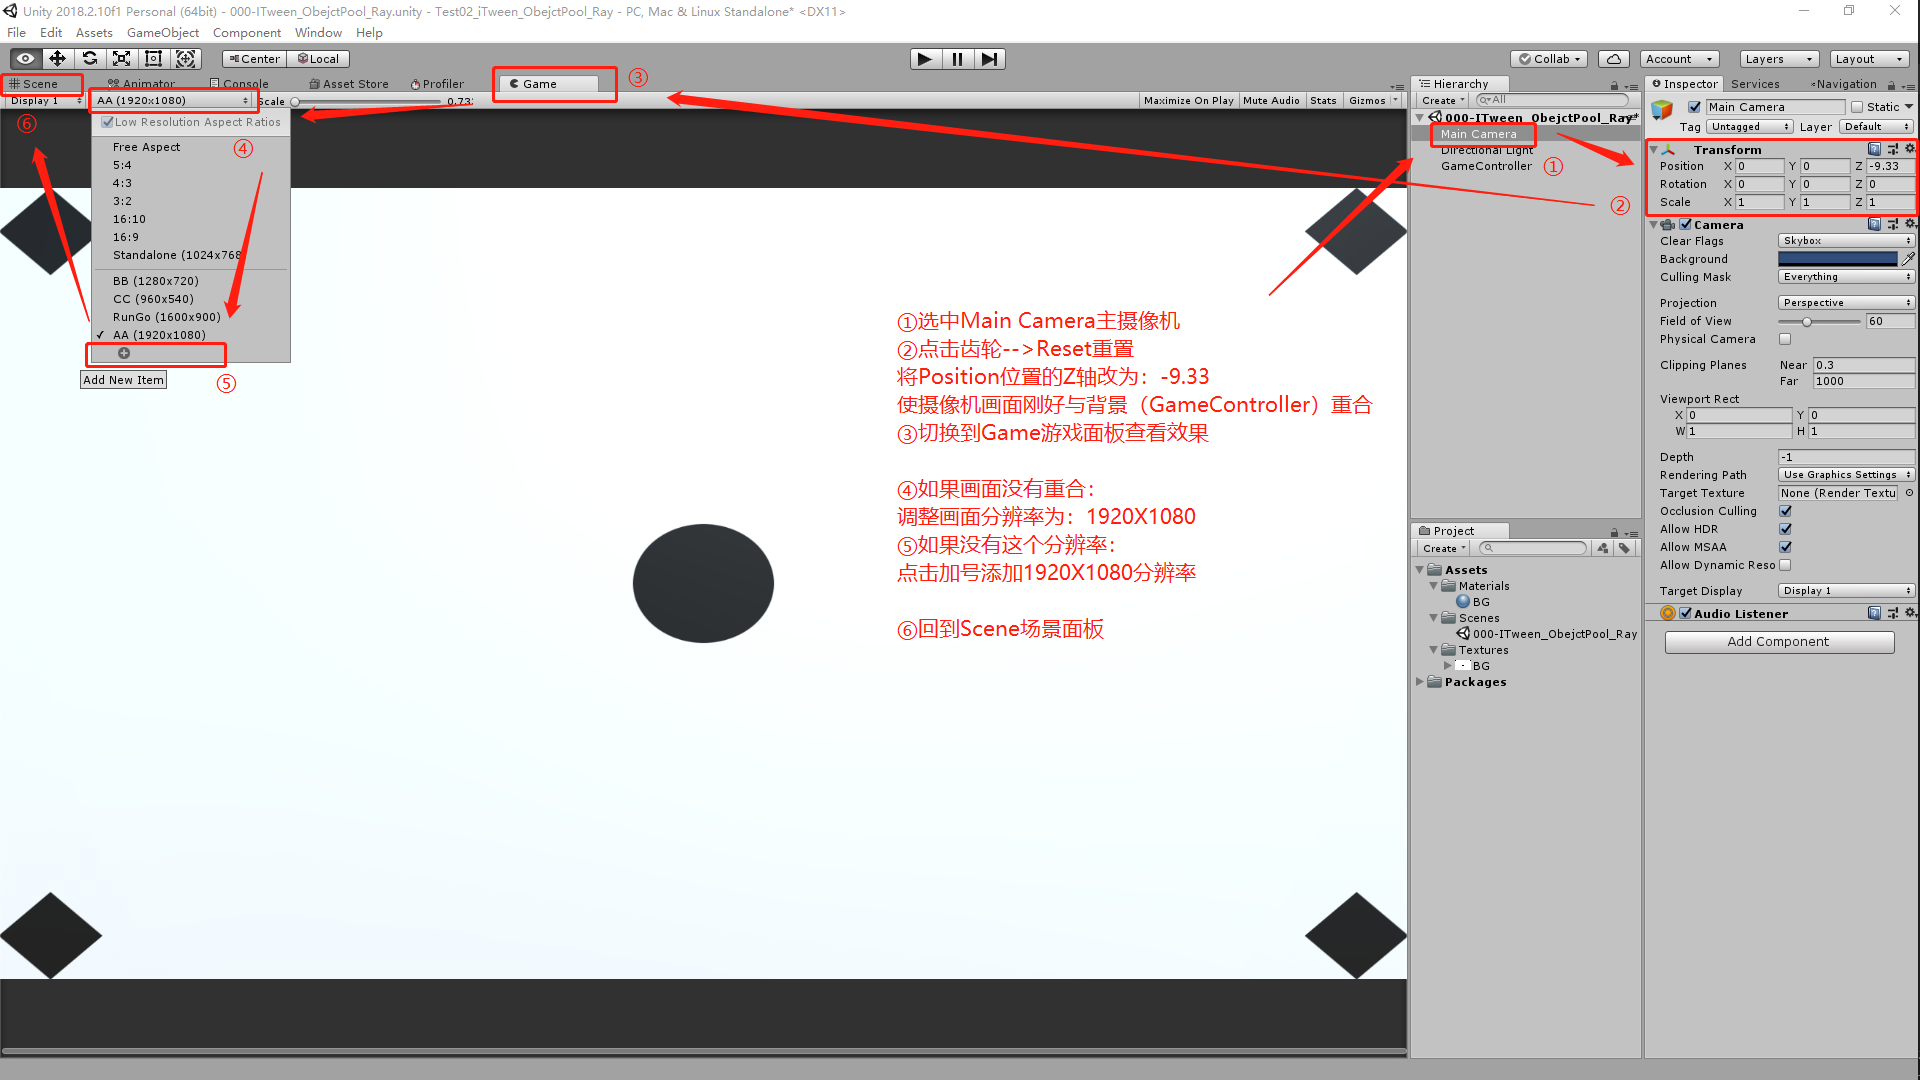 Unity 2018.2.10f1 Personal (64bit) - 000-ITween_ObejctPool_Ray.unity - Test02_iTween_ObejctPool_Ray - PC, Mac & Linux Standalone* <DX11>
File Edit Assets GameObject Component Window Help
Center Local
Collab Account Layers Layout
Scene Animator Console Asset Store Profiler Game ③
Display 1 AA (1920x1080) Scale
Maximize On Play Mute Audio Stats Gizmos
⑥
Low Resolution Aspect Ratios
④
Free Aspect
5:4
4:3
3:2
16:10
16:9
Standalone (1024x768
BB (1280x720)
CC (960x540)
RunGo (1600x900)
✓ AA (1920x1080)
Add New Item
⑤
①选中Main Camera主摄像机
②点击齿轮-->Reset重置
将Position位置的Z轴改为：-9.33
使摄像机画面刚好与背景（GameController）重合
③切换到Game游戏面板查看效果
④如果画面没有重合：
调整画面分辨率为：1920X1080
⑤如果没有这个分辨率：
点击加号添加1920X1080分辨率
⑥回到Scene场景面板
Hierarchy
Create All
000-ITween_ObejctPool_Ray*
Main Camera
Directional Light
GameController ①
②
Project
Create
Assets
Materials
BG
Scenes
000-ITween_ObejctPool_Ray
Textures
BG
Packages
Inspector Services Navigation
Main Camera Static
Tag Untagged Layer Default
Transform
Position X 0 Y 0 Z -9.33
Rotation X 0 Y 0 Z 0
Scale X 1 Y 1 Z 1
Camera
Clear Flags Skybox
Background
Culling Mask Everything
Projection Perspective
Field of View 60
Physical Camera
Clipping Planes Near 0.3
Far 1000
Viewport Rect
X 0 Y 0
W 1 H 1
Depth -1
Rendering Path Use Graphics Settings
Target Texture None (Render Textu
Occlusion Culling
Allow HDR
Allow MSAA
Allow Dynamic Reso
Target Display Display 1
Audio Listener
Add Component